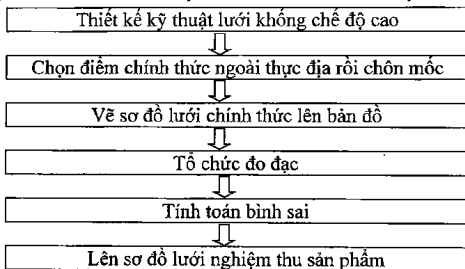 Thiết kế kỹ thuật lưới khống chế độ cao
Chọn điểm chính thức ngoài thực địa rồi chôn mốc
Vẽ sơ đồ lưới chính thức lên bản đồ
Tổ chức đo đạc
Tính toán bình sai
Lên sơ đồ lưới nghiệm thu sản phẩm